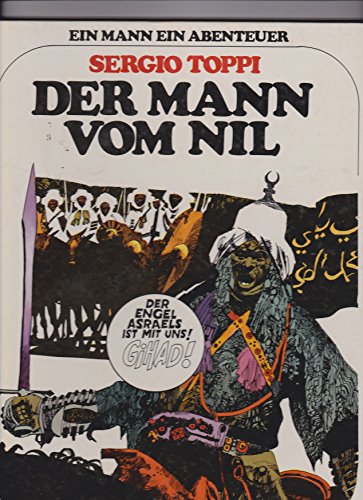 EIN MANN EIN ABENTEUER
SERGIO TOPPI
DER MANN
VOM NIL
DER
ENGEL
ASRAELS
IST MIT UNS!
GIHAD!